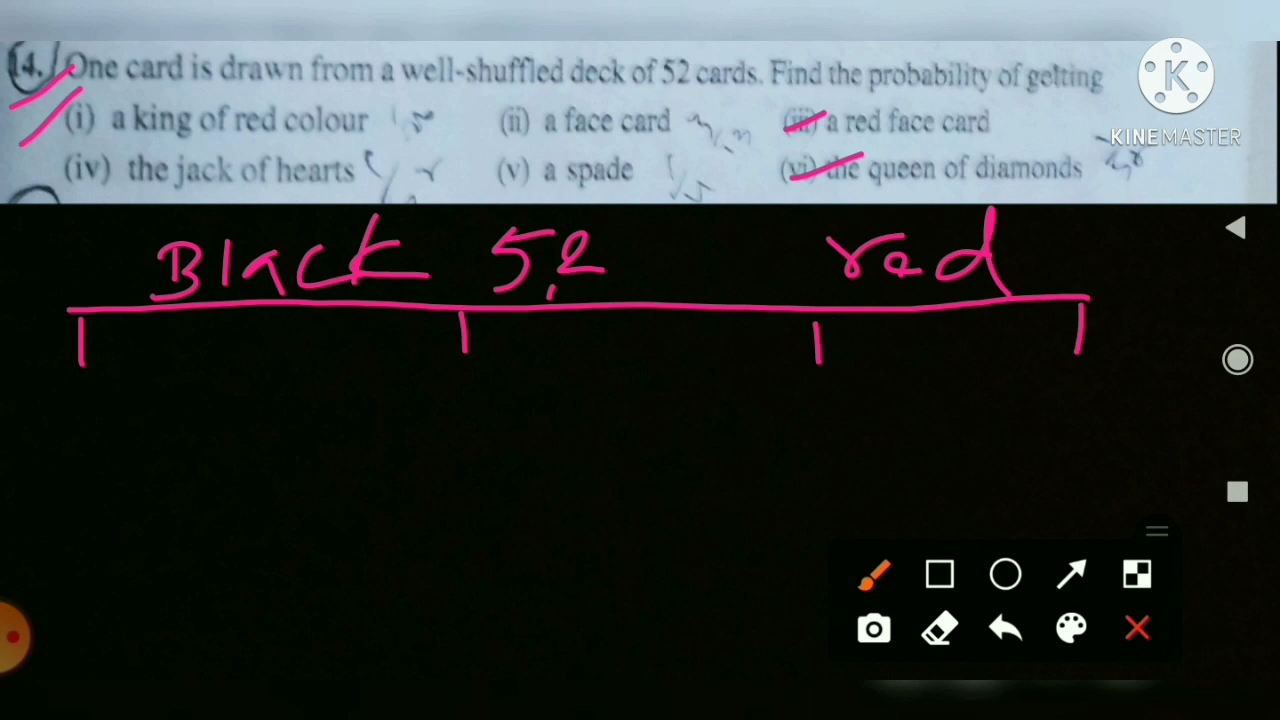 14. One card is drawn from a well-shuffled deck of 52 cards. Find the probability of getting
(i) a king of red colour (ii) a face card (iii) a red face card
(iv) the jack of hearts (v) a spade (vi) the queen of diamonds
K
KINEMASTER
Black 52 red